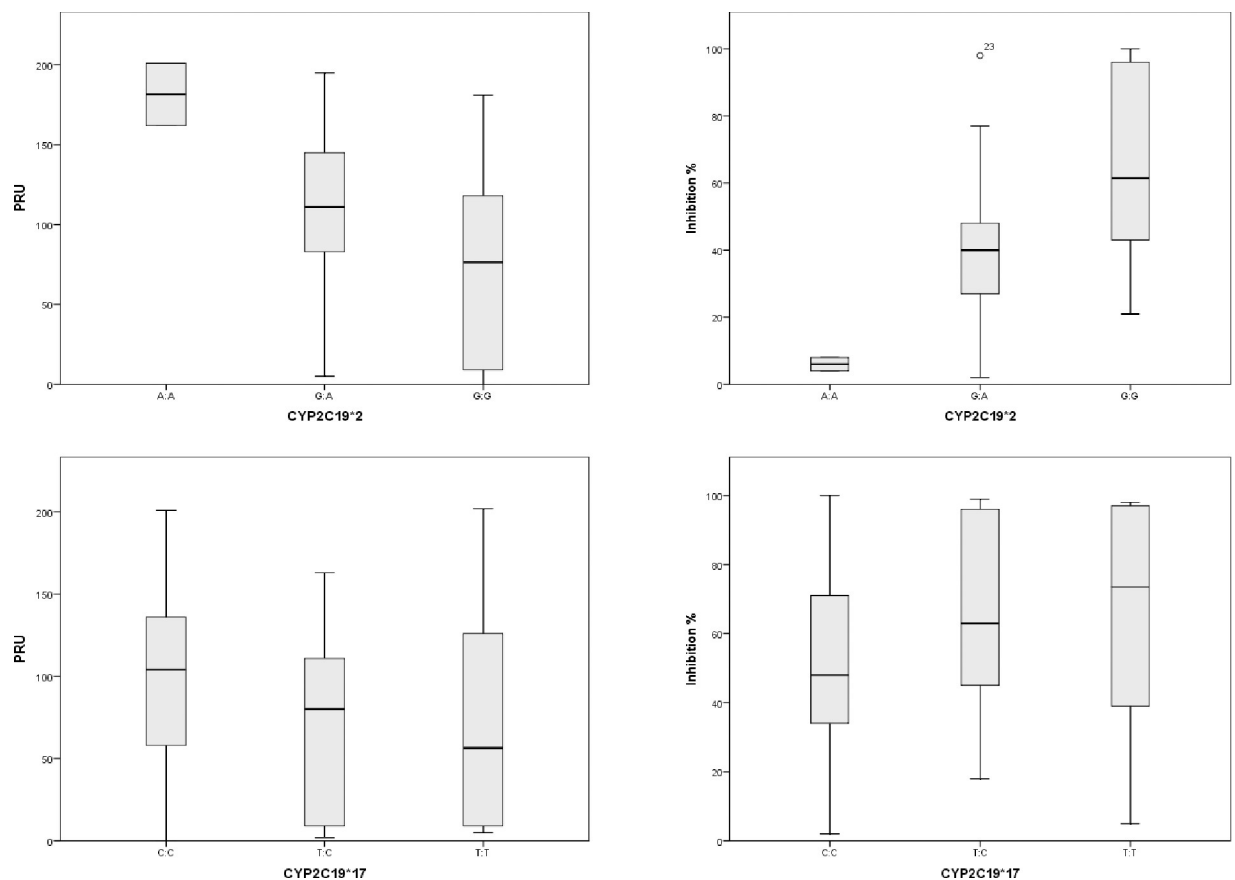 PRU
200
150
100
50
0
A:A G:A G:G
CYP2C19*2
Inhibition %
100
80
60
40
20
0
23
A:A G:A G:G
CYP2C19*2
PRU
200
150
100
50
0
C:C T:C T:T
CYP2C19*17
Inhibition %
100
80
60
40
20
0
C:C T:C T:T
CYP2C19*17